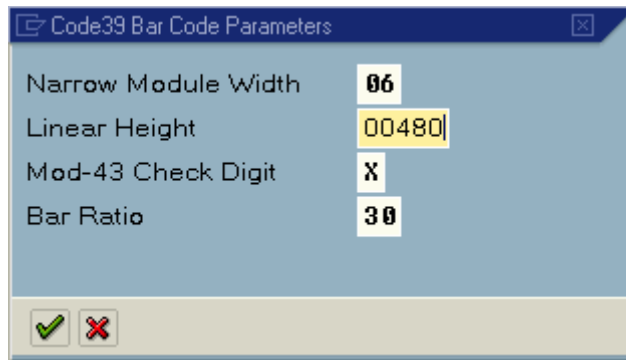 Code39 Bar Code Parameters
Narrow Module Width 06
Linear Height 00480
Mod-43 Check Digit X
Bar Ratio 30